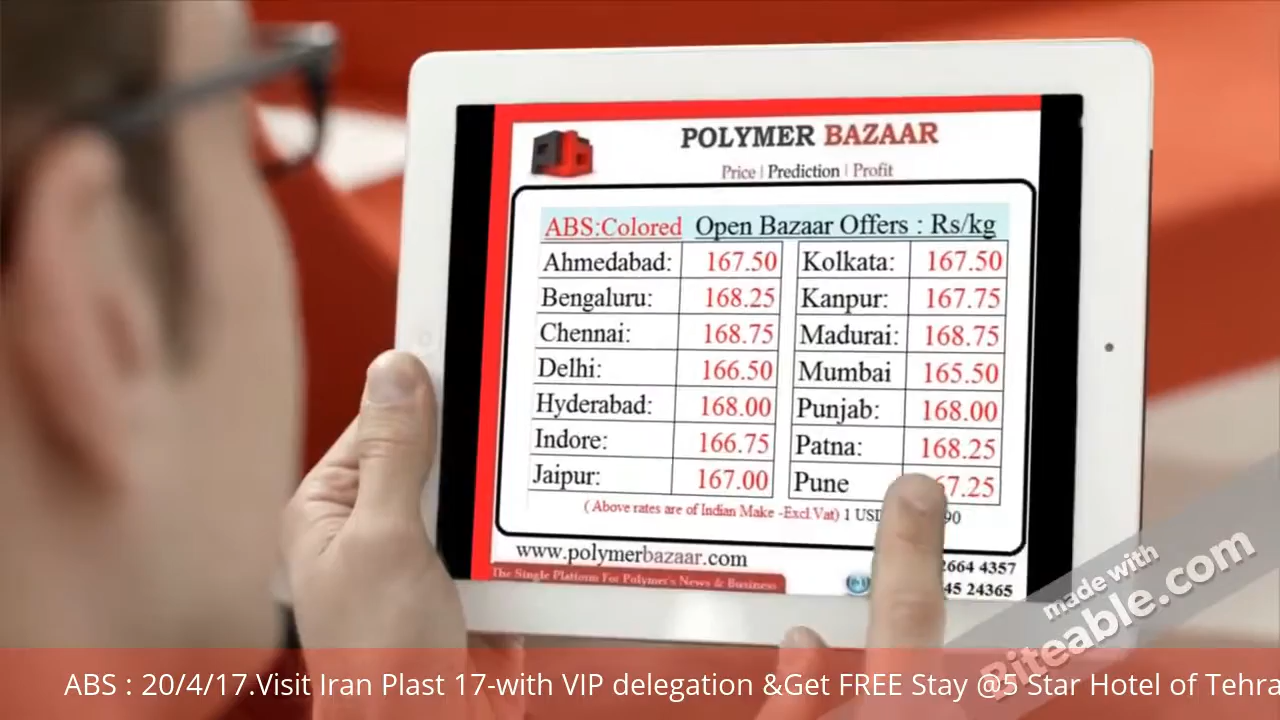 POLYMER BAZAAR
Price | Prediction | Profit
ABS:Colored Open Bazaar Offers : Rs/kg
Ahmedabad: 167.50 Kolkata: 167.50
Bengaluru: 168.25 Kanpur: 167.75
Chennai: 168.75 Madurai: 168.75
Delhi: 166.50 Mumbai 165.50
Hyderabad: 168.00 Punjab: 168.00
Indore: 166.75 Patna: 168.25
Jaipur: 167.00 Pune 67.25
( Above rates are of Indian Make -Excl.Vat) 1 USD 90
www.polymerbazaar.com
2664 4357
The Single Platform For Polymer's News & Business
45 24365
made with
Biteable.com
ABS : 20/4/17.Visit Iran Plast 17-with VIP delegation &Get FREE Stay @5 Star Hotel of Tehra